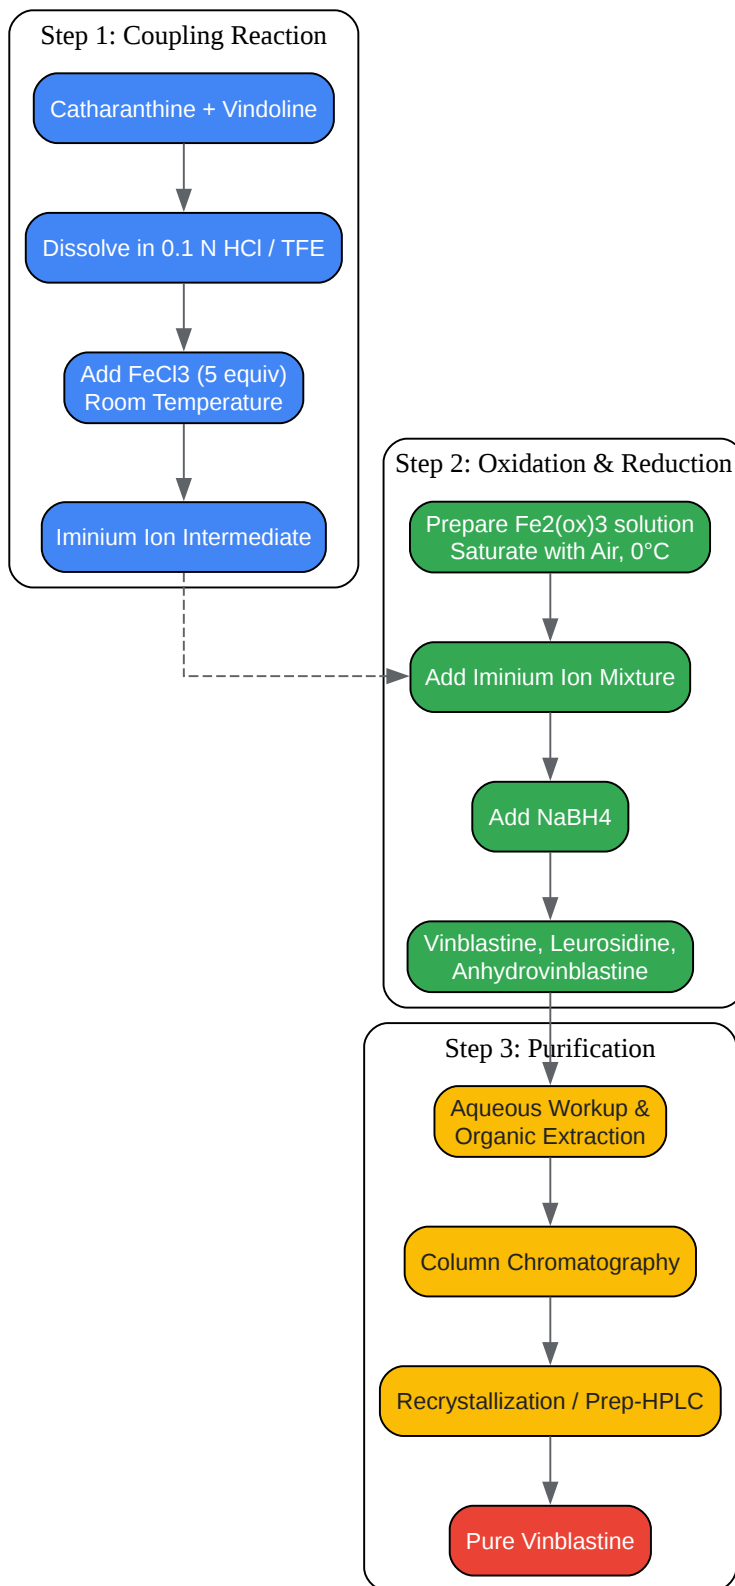 Step 1: Coupling Reaction
Catharanthine + Vindoline
Dissolve in 0.1 N HCl / TFE
Add FeCl3 (5 equiv)
Room Temperature
Iminium Ion Intermediate
Step 2: Oxidation & Reduction
Prepare Fe2(ox)3 solution
Saturate with Air, 0°C
Add Iminium Ion Mixture
Add NaBH4
Vinblastine, Leurosidine,
Anhydrovinblastine
Step 3: Purification
Aqueous Workup &
Organic Extraction
Column Chromatography
Recrystallization / Prep-HPLC
Pure Vinblastine